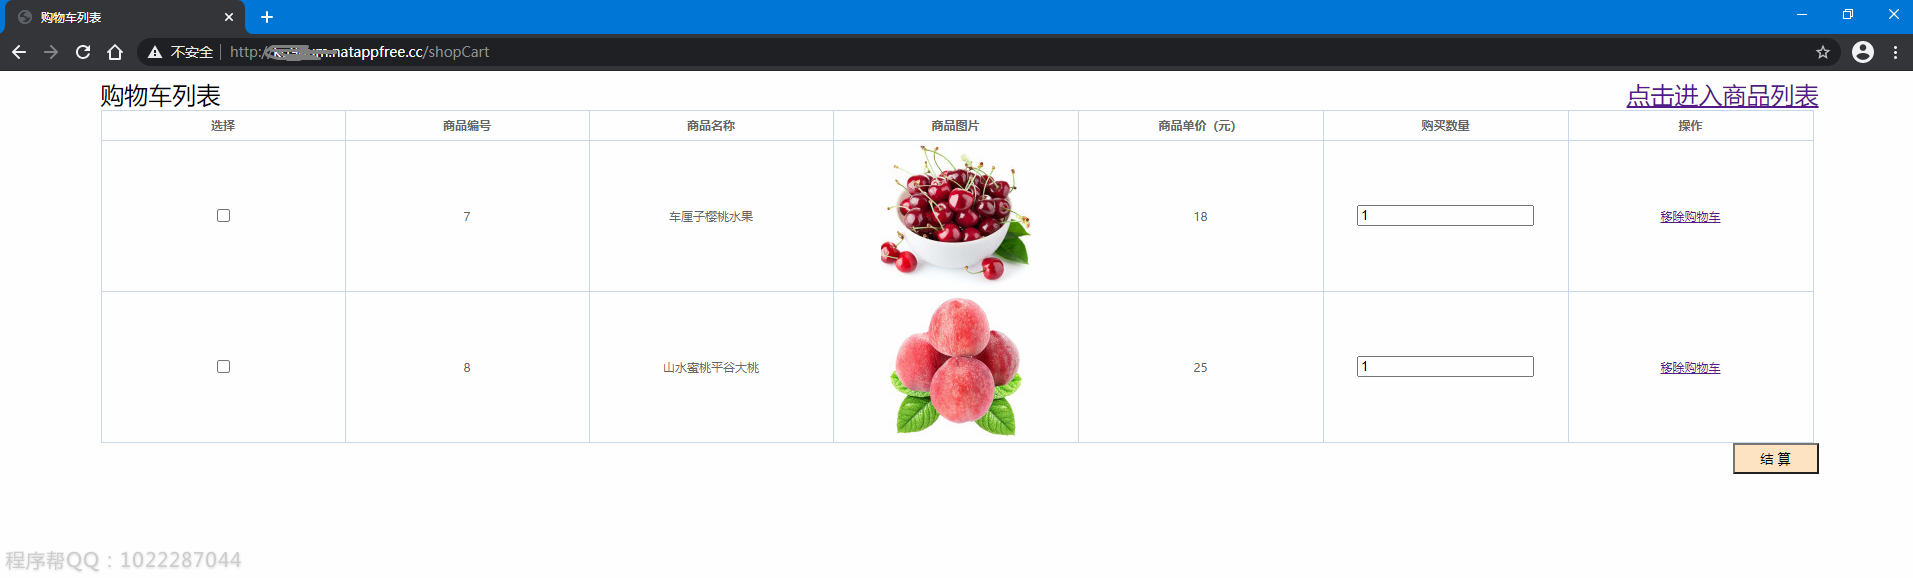 购物车列表
不安全 http://
m.natappfree.cc/shopCart
购物车列表 点击进入商品列表
选择 商品编号 商品名称 商品图片 商品单价（元） 购买数量 操作
7 车厘子樱桃水果 18 1 移除购物车
8 山水蜜桃平谷大桃 25 1 移除购物车
结 算
程序帮QQ：1022287044